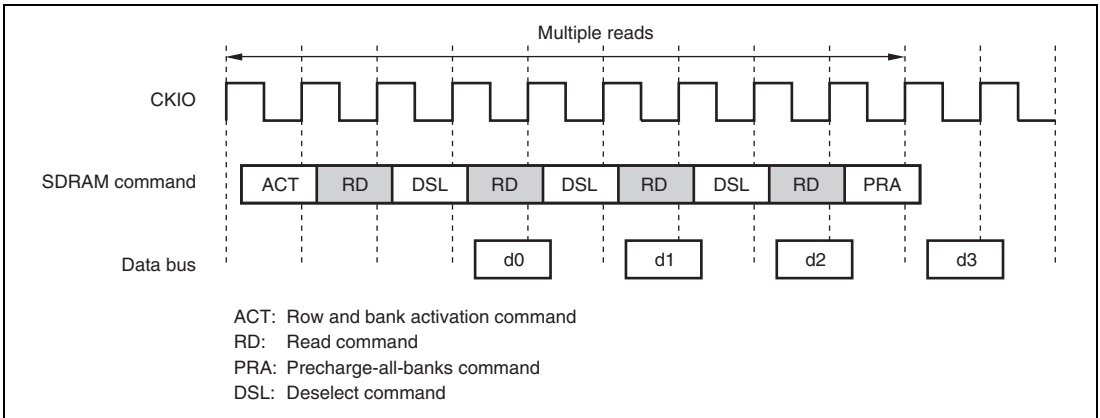 Multiple reads
CKIO
SDRAM command ACT RD DSL RD DSL RD DSL RD PRA
Data bus d0 d1 d2 d3
ACT: Row and bank activation command
RD: Read command
PRA: Precharge-all-banks command
DSL: Deselect command